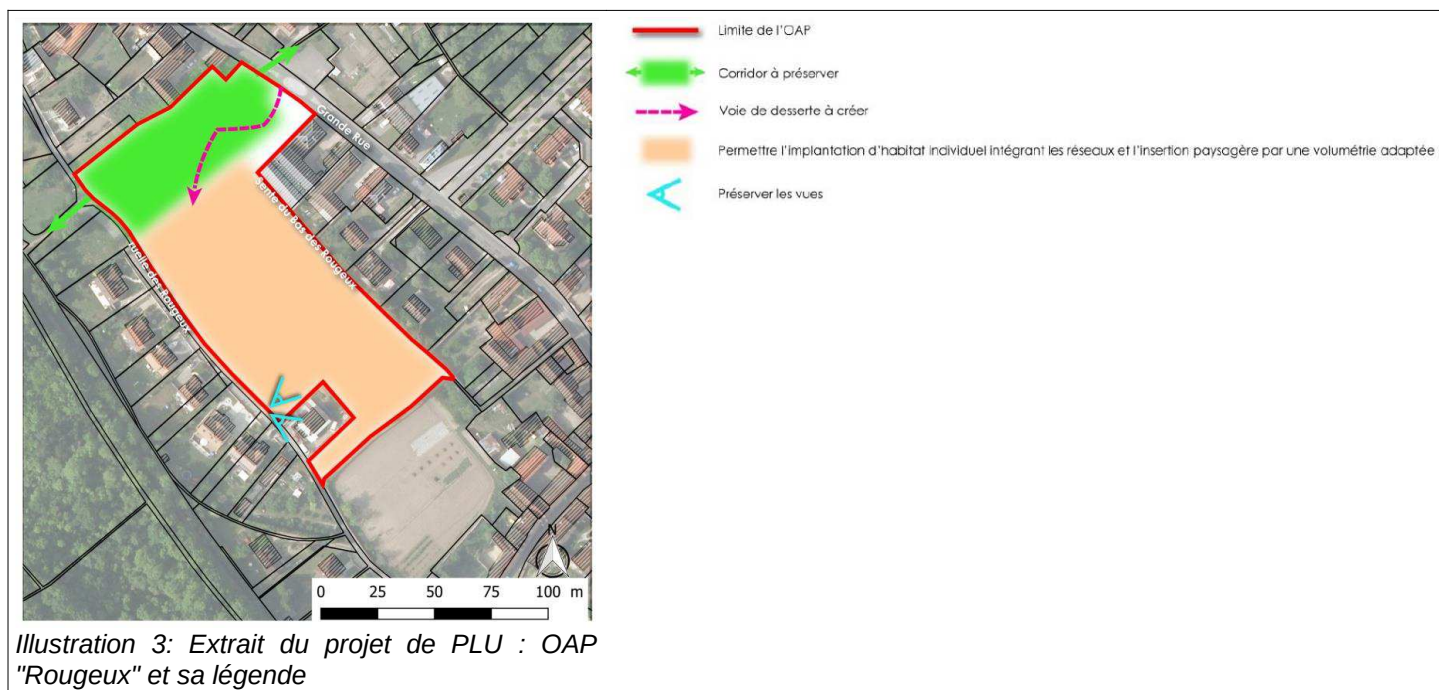 Grande Rue
Sente du Bas des Rougeux
ruelle des Rougeux
N
0 25 50 75 100 m
Limite de l'OAP
Corridor à préserver
Voie de desserte à créer
Permettre l'implantation d'habitat individuel intégrant les réseaux et l'insertion paysagère par une volumétrie adaptée
Préserver les vues
Illustration 3: Extrait du projet de PLU : OAP
"Rougeux" et sa légende